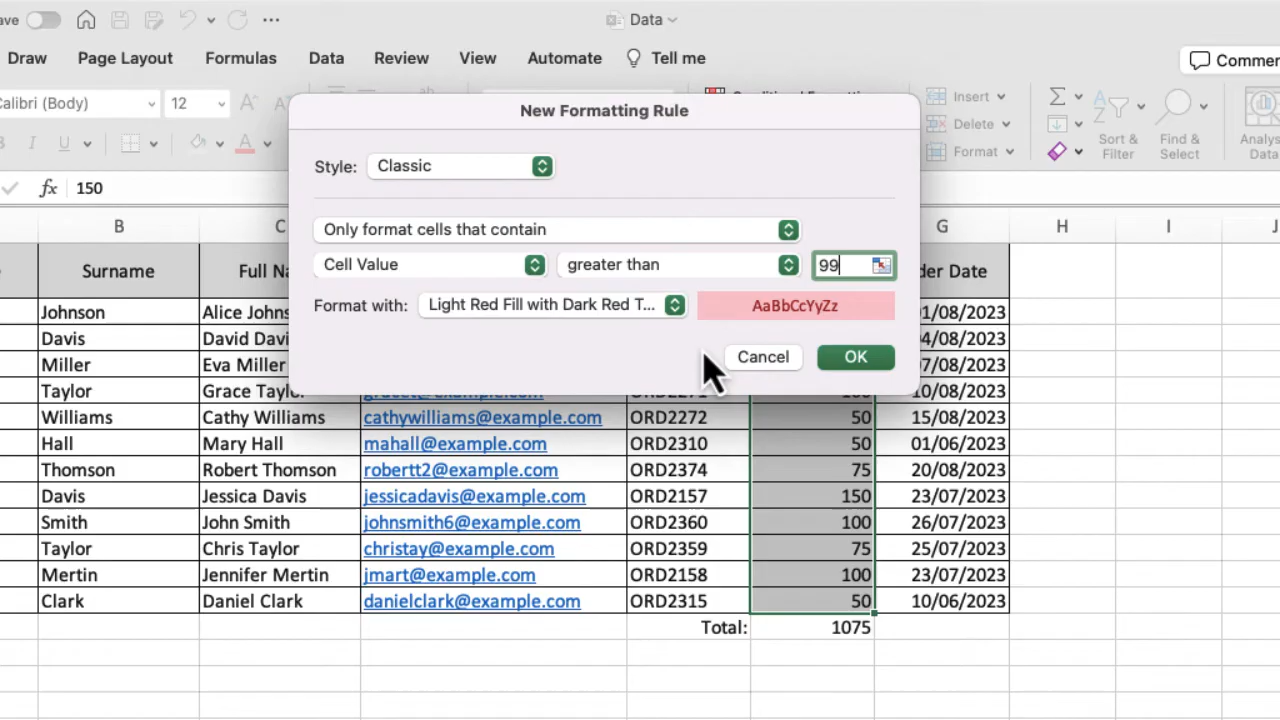 ave Data
Draw Page Layout Formulas Data Review View Automate Tell me Commer
Calibri (Body) 12 Insert
Delete
Format
Sort & Filter
Find & Select
Analys Data
fx 150
B C G H I J
Surname Full Na der Date
New Formatting Rule
Style: Classic
Only format cells that contain
Cell Value greater than 99
Format with: Light Red Fill with Dark Red T... AaBbCcYyZz
Cancel OK
Johnson Alice Johns 01/08/2023
Davis David Davi 04/08/2023
Miller Eva Miller 07/08/2023
Taylor Grace Taylo 10/08/2023
Williams Cathy Williams cathywilliams@example.com ORD2272 50 15/08/2023
Hall Mary Hall mahall@example.com ORD2310 50 01/06/2023
Thomson Robert Thomson robertt2@example.com ORD2374 75 20/08/2023
Davis Jessica Davis jessicadavis@example.com ORD2157 150 23/07/2023
Smith John Smith johnsmith6@example.com ORD2360 100 26/07/2023
Taylor Chris Taylor christay@example.com ORD2359 75 25/07/2023
Mertin Jennifer Mertin jmart@example.com ORD2158 100 23/07/2023
Clark Daniel Clark danielclark@example.com ORD2315 50 10/06/2023
Total: 1075